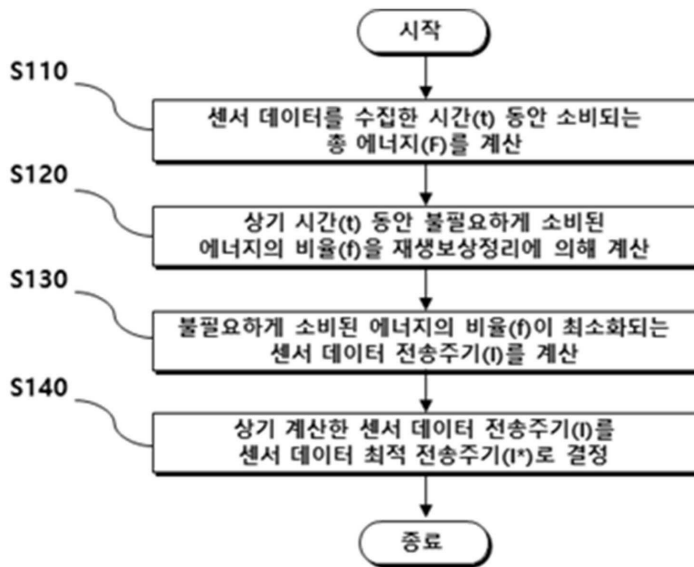 시작
S110
센서 데이터를 수집한 시간(t) 동안 소비되는
총 에너지(F)를 계산
S120
상기 시간(t) 동안 불필요하게 소비된
에너지의 비율(f)을 재생보상정리에 의해 계산
S130
불필요하게 소비된 에너지의 비율(f)이 최소화되는
센서 데이터 전송주기(I)를 계산
S140
상기 계산한 센서 데이터 전송주기(I)를
센서 데이터 최적 전송주기(I*)로 결정
종료